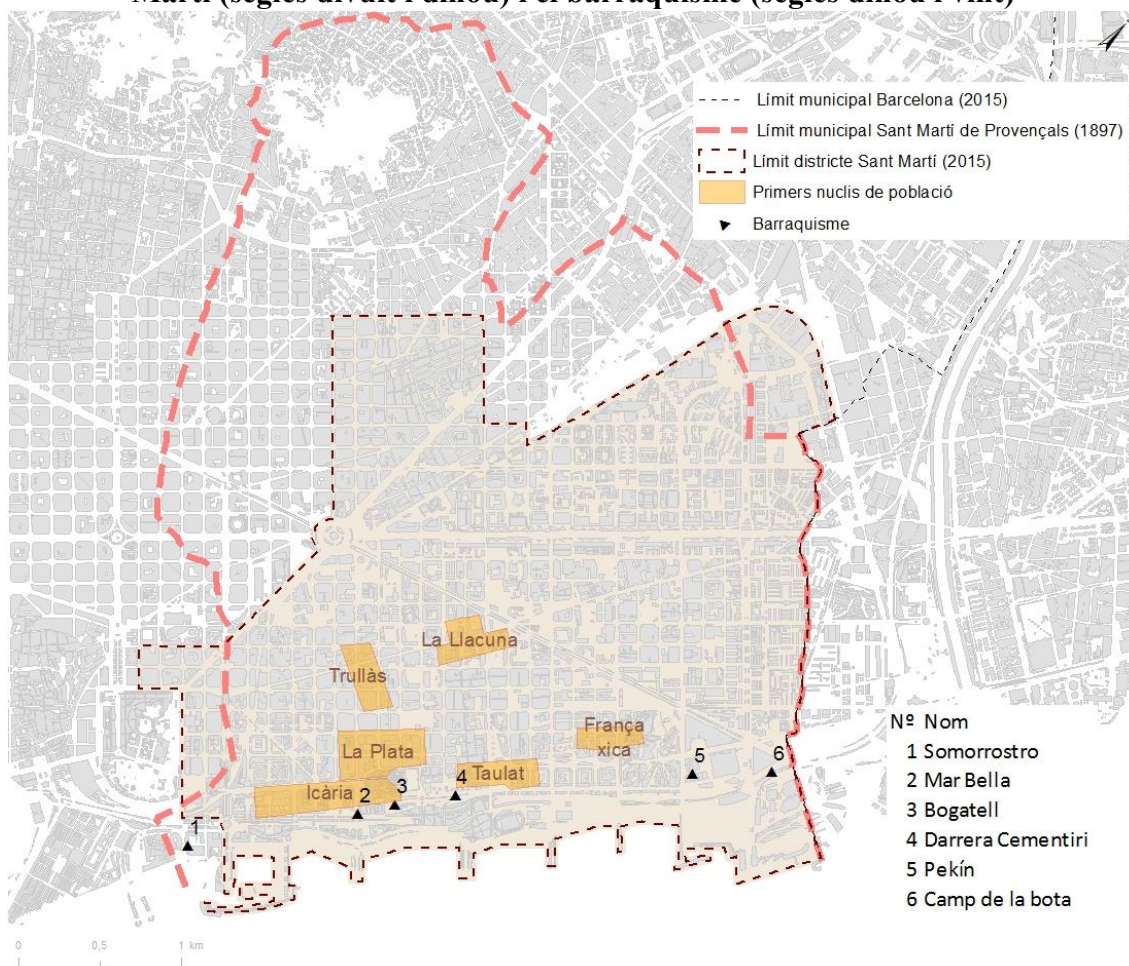 Martí (segles divuit i dinou) i el barraquisme (segles dinou i vint)
Límit municipal Barcelona (2015)
Límit municipal Sant Martí de Provençals (1897)
Límit districte Sant Martí (2015)
Primers nuclis de població
Barraquisme
La Llacuna
Trullàs
França
xica
La Plata
Taulat
Icària
1
2
3
4
5
6
Nº Nom
1 Somorrostro
2 Mar Bella
3 Bogatell
4 Darrera Cementiri
5 Pekín
6 Camp de la bota
0 0,5 1 km